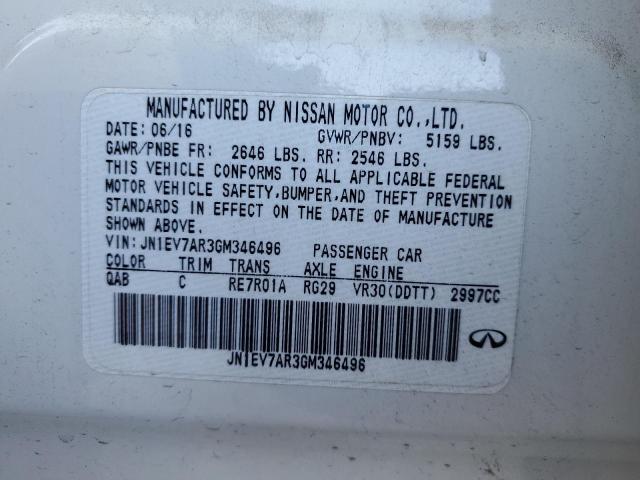 MANUFACTURED BY NISSAN MOTOR CO.,LTD.
DATE: 06/16 GVWR/PNBV: 5159 LBS.
GAWR/PNBE FR: 2646 LBS. RR: 2546 LBS.
THIS VEHICLE CONFORMS TO ALL APPLICABLE FEDERAL
MOTOR VEHICLE SAFETY,BUMPER,AND THEFT PREVENTION
STANDARDS IN EFFECT ON THE DATE OF MANUFACTURE
SHOWN ABOVE.
VIN: JN1EV7AR3GM346496 PASSENGER CAR
COLOR TRIM TRANS AXLE ENGINE
QAB C RE7R01A RG29 VR30(DDTT) 2997CC
JN1EV7AR3GM346496